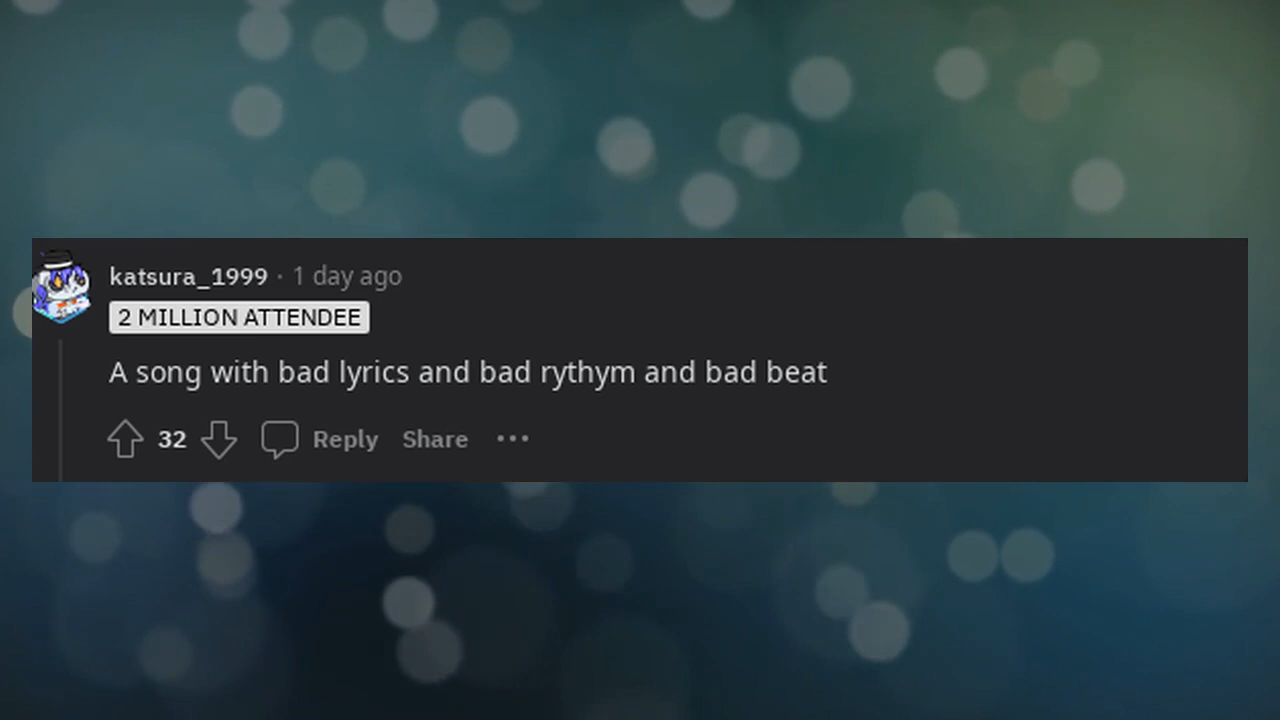 katsura_1999 · 1 day ago
2 MILLION ATTENDEE
A song with bad lyrics and bad rythym and bad beat
32 Reply Share ···